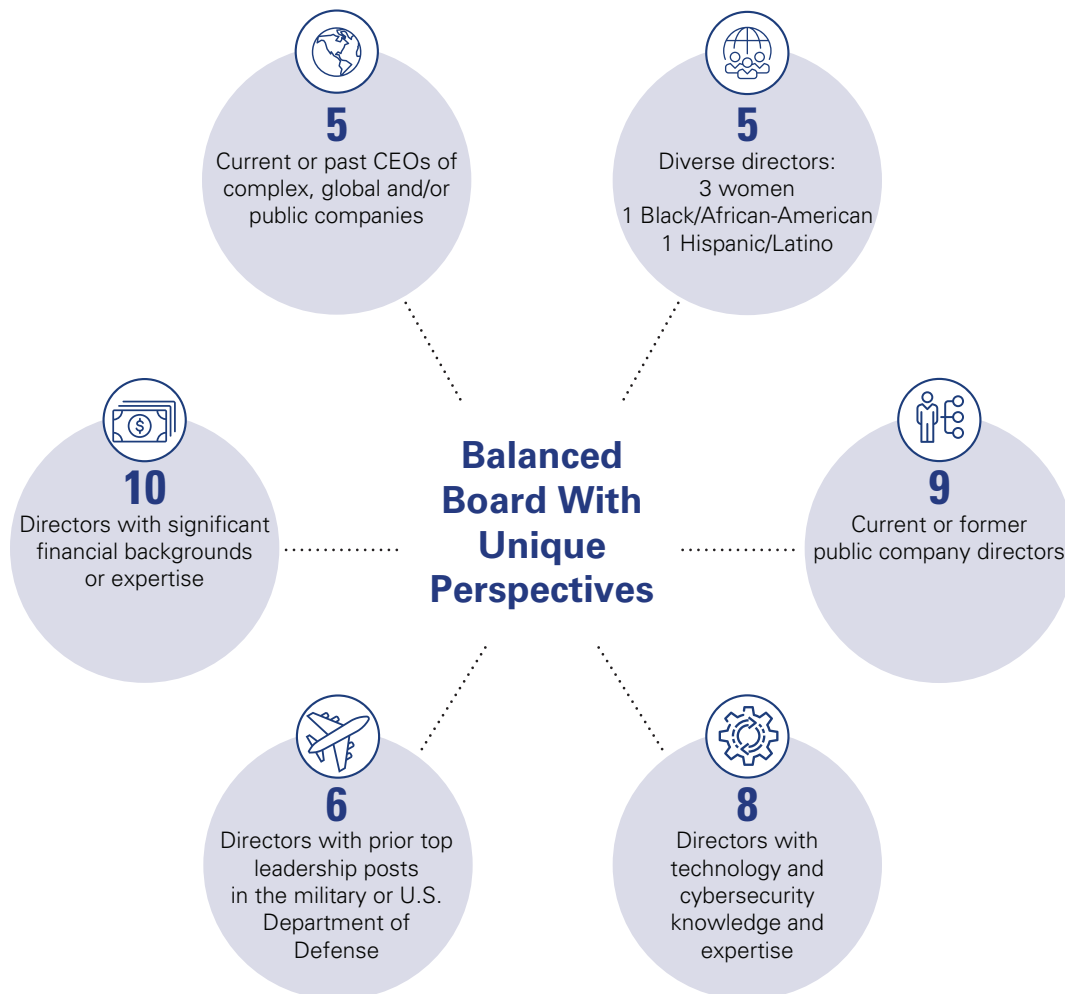 5
Current or past CEOs of
complex, global and/or
public companies
5
Diverse directors:
3 women
1 Black/African-American
1 Hispanic/Latino
10
Directors with significant
financial backgrounds
or expertise
Balanced
Board With
Unique
Perspectives
9
Current or former
public company directors
6
Directors with prior top
leadership posts
in the military or U.S.
Department of
Defense
8
Directors with
technology and
cybersecurity
knowledge and
expertise